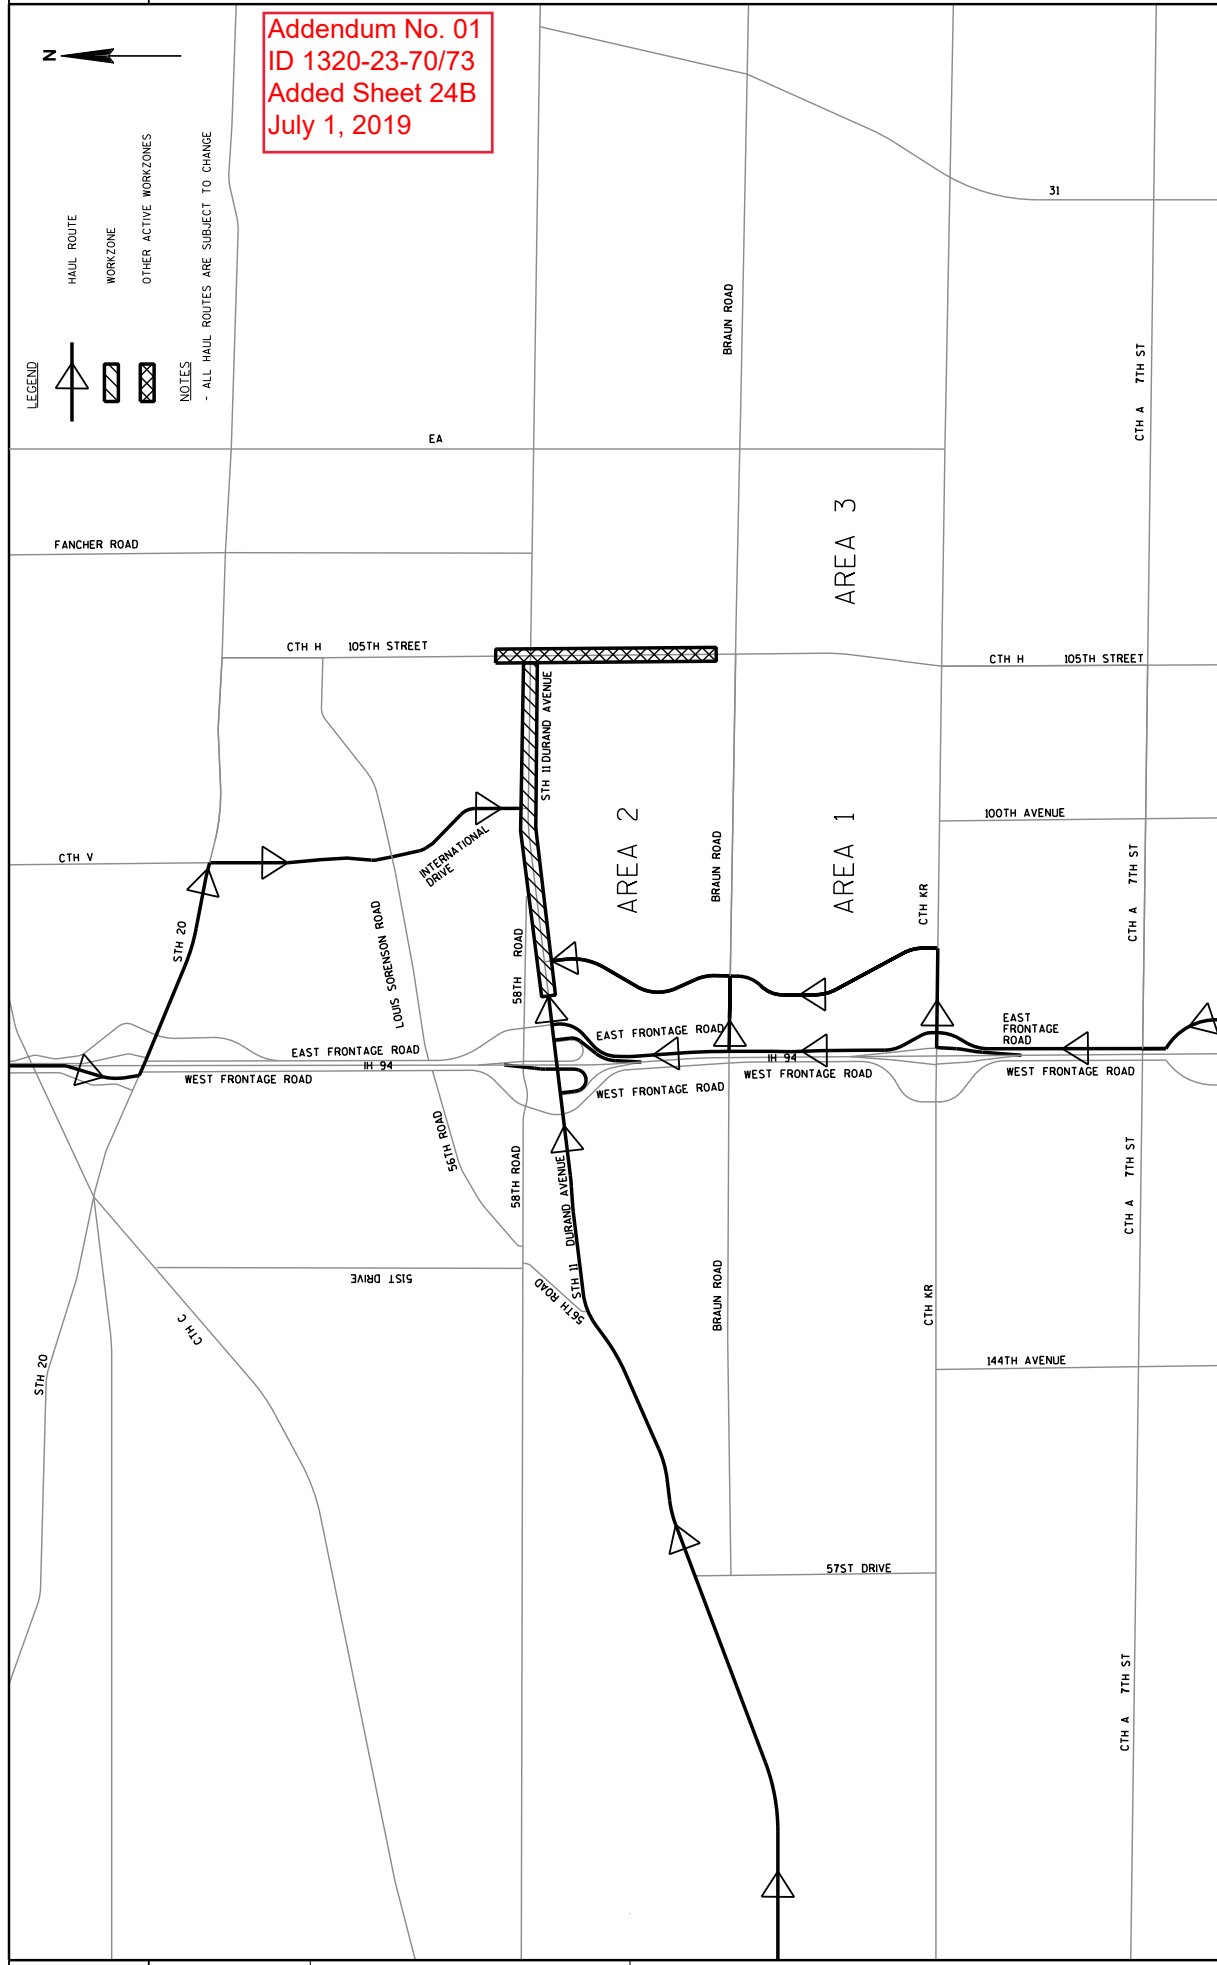 Addendum No. 01
ID 1320-23-70/73
Added Sheet 24B
July 1, 2019
N
LEGEND
HAUL ROUTE
WORKZONE
OTHER ACTIVE WORKZONES
NOTES
- ALL HAUL ROUTES ARE SUBJECT TO CHANGE
31
BRAUN ROAD
CTH A 7TH ST
EA
FANCHER ROAD
AREA 3
CTH H 105TH STREET
CTH H 105TH STREET
STH 11 DURAND AVENUE
AREA 2
AREA 1
100TH AVENUE
CTH V
INTERNATIONAL
DRIVE
BRAUN ROAD
CTH KR
CTH A 7TH ST
STH 20
LOUIS SORENSON ROAD
58TH ROAD
EAST FRONTAGE ROAD
EAST
FRONTAGE
ROAD
EAST FRONTAGE ROAD
IH 94
IH 94
WEST FRONTAGE ROAD
WEST FRONTAGE ROAD
WEST FRONTAGE ROAD
WEST FRONTAGE ROAD
56TH ROAD
58TH ROAD
STH 11 DURAND AVENUE
CTH A 7TH ST
51ST DRIVE
56TH ROAD
BRAUN ROAD
CTH KR
CTH C
STH 20
144TH AVENUE
57ST DRIVE
CTH A 7TH ST